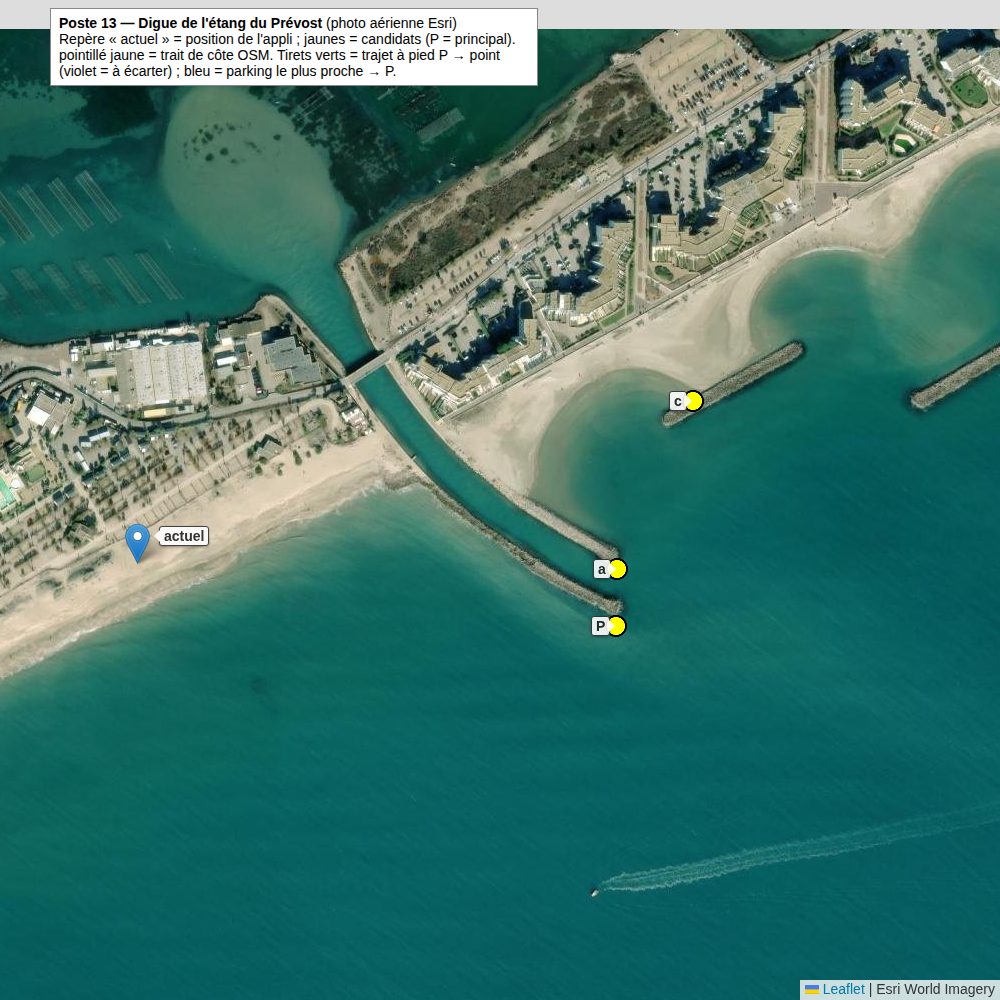 Poste 13 — Digue de l'étang du Prévost (photo aérienne Esri)
Repère « actuel » = position de l'appli ; jaunes = candidats (P = principal).
pointillé jaune = trait de côte OSM. Tirets verts = trajet à pied P → point
(violet = à écarter) ; bleu = parking le plus proche → P.
c
actuel
a
P
Leaflet | Esri World Imagery